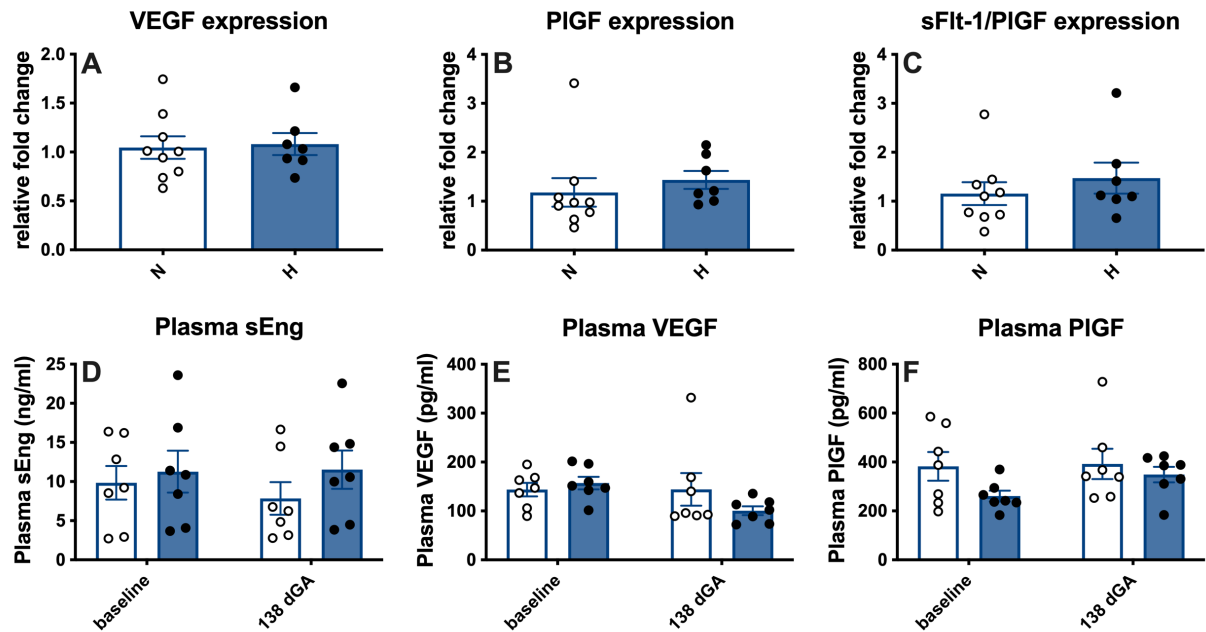 VEGF expression
A
relative fold change
2.0
1.5
1.0
0.5
0.0
N
H
PlGF expression
B
relative fold change
4
3
2
1
0
N
H
sFlt-1/PlGF expression
C
relative fold change
4
3
2
1
0
N
H
Plasma sEng
D
Plasma sEng (ng/ml)
25
20
15
10
5
0
baseline
138 dGA
Plasma VEGF
E
Plasma VEGF (pg/ml)
400
300
200
100
0
baseline
138 dGA
Plasma PlGF
F
Plasma PlGF (pg/ml)
800
600
400
200
0
baseline
138 dGA